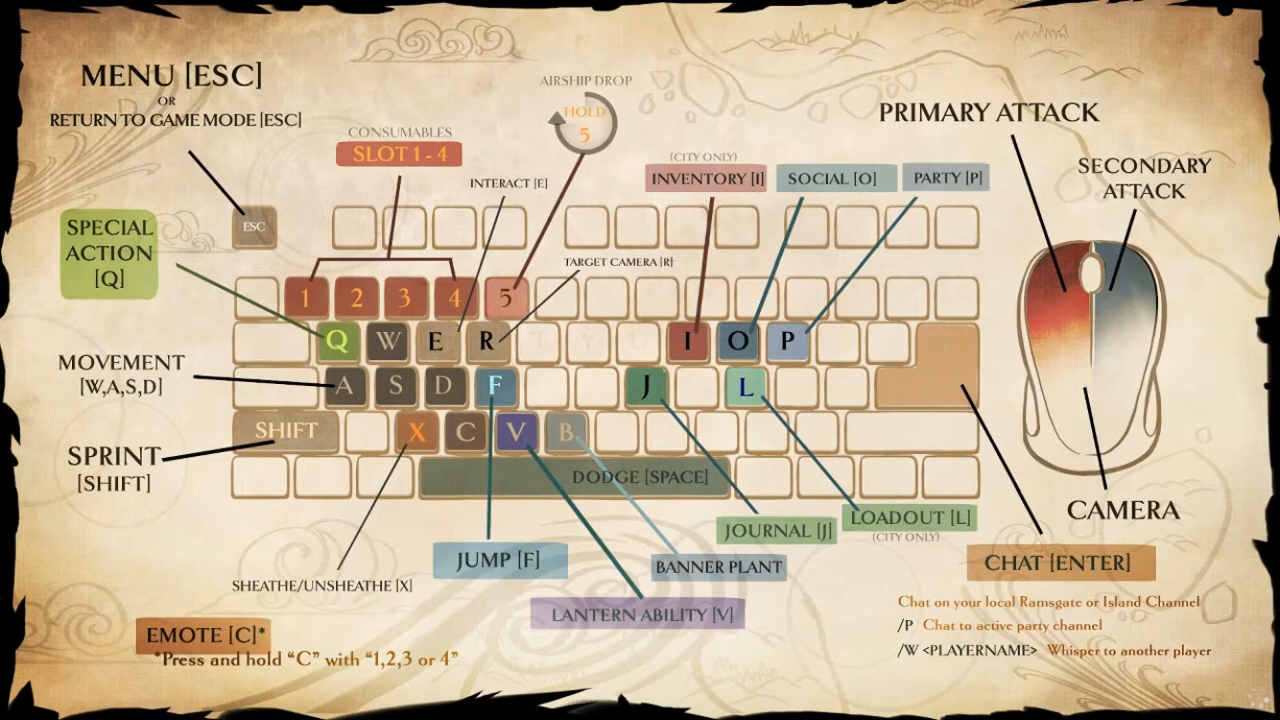 MENU [ESC]
OR
RETURN TO GAME MODE [ESC]
AIRSHIP DROP
HOLD
5
CONSUMABLES
SLOT 1 - 4
INTERACT [E]
(CITY ONLY)
INVENTORY [I]
SOCIAL [O]
PARTY [P]
PRIMARY ATTACK
SECONDARY
ATTACK
SPECIAL
ACTION
[Q]
ESC
TARGET CAMERA [R]
1 2 3 4 5
Q W E R T Y U I O P
MOVEMENT
[W,A,S,D]
A S D F J L
SPRINT
[SHIFT]
SHIFT X C V B
DODGE [SPACE]
CAMERA
JOURNAL [J]
LOADOUT [L]
(CITY ONLY)
JUMP [F]
BANNER PLANT
CHAT [ENTER]
SHEATHE/UNSHEATHE [X]
LANTERN ABILITY [V]
Chat on your local Ramsgate or Island Channel
/P Chat to active party channel
/W <PLAYERNAME> Whisper to another player
EMOTE [C]*
*Press and hold “C” with “1,2,3 or 4”